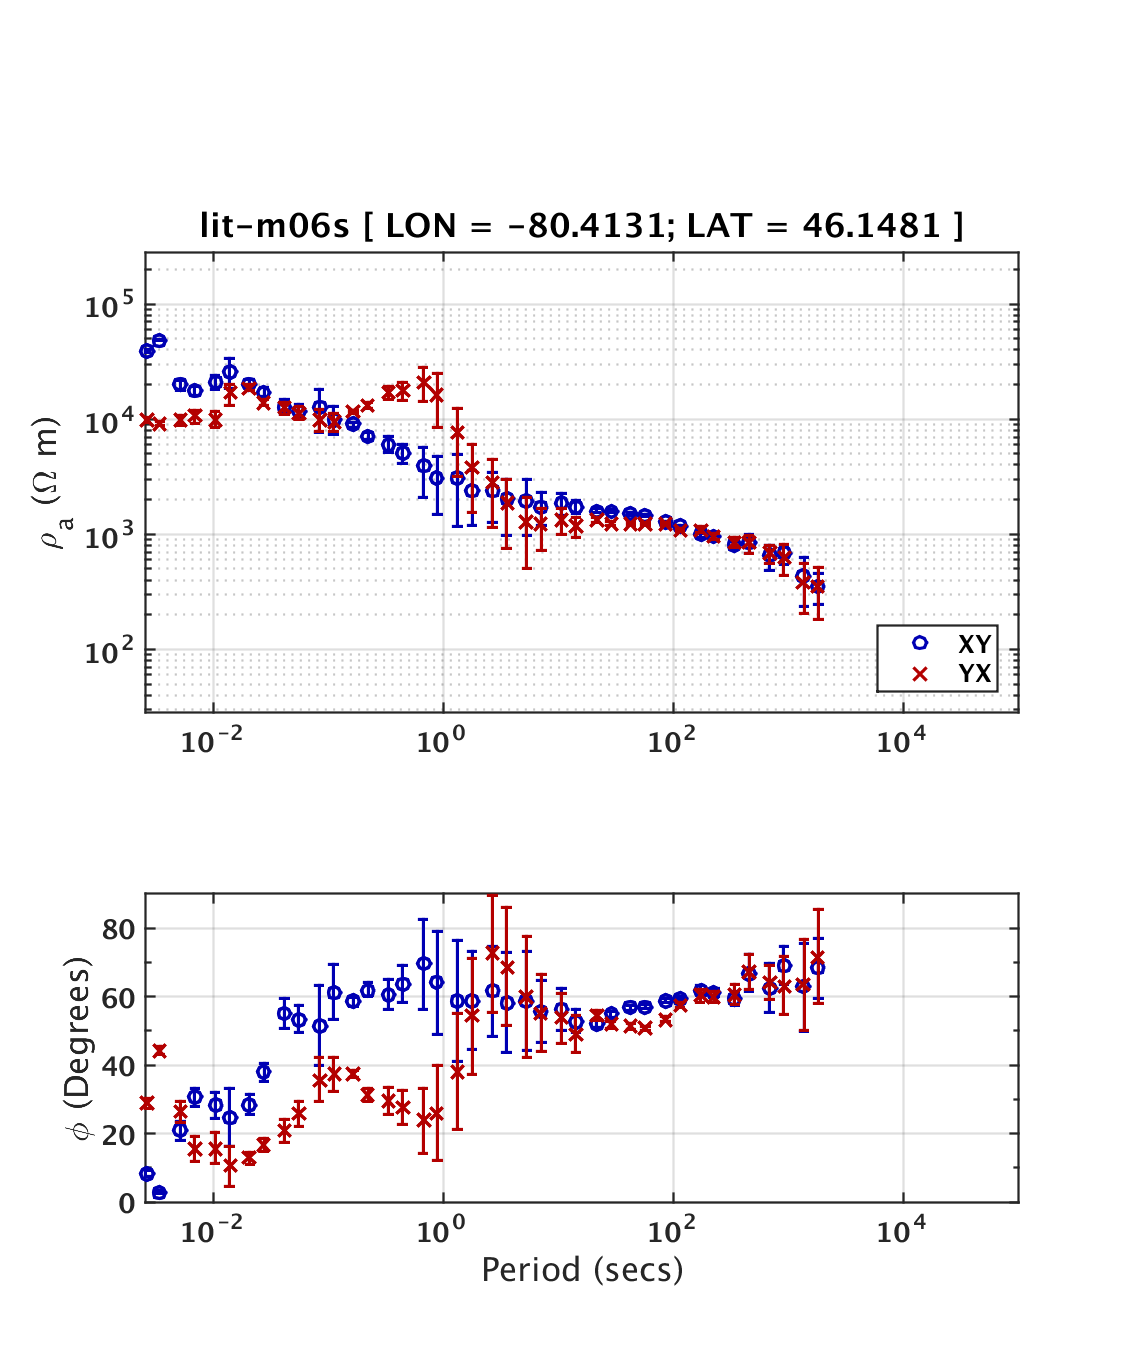 lit-m06s [ LON = -80.4131; LAT = 46.1481 ]
10^5
10^4
10^3
10^2
ρ_a (Ω m)
XY
YX
10^-2 10^0 10^2 10^4
80
60
40
20
0
ϕ (Degrees)
10^-2 10^0 10^2 10^4
Period (secs)